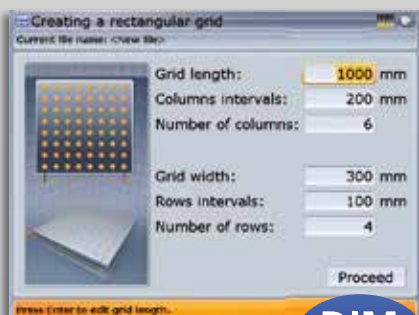 Creating a rectangular grid
Current file name: <New file>
Grid length: 1000 mm
Columns intervals: 200 mm
Number of columns: 6
Grid width: 300 mm
Rows intervals: 100 mm
Number of rows: 4
Proceed
Press Enter to edit grid length.